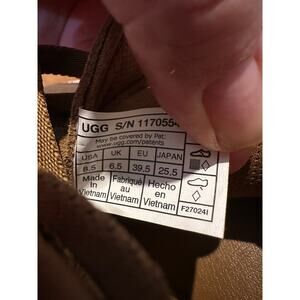 UGG S/N 1170554
May be covered by Pat:
www.ugg.com/patents
USA UK EU JAPAN
8.5 6.5 39.5 25.5
Made Fabriqué Hecho
in au en
Vietnam Vietnam Vietnam
F27024I